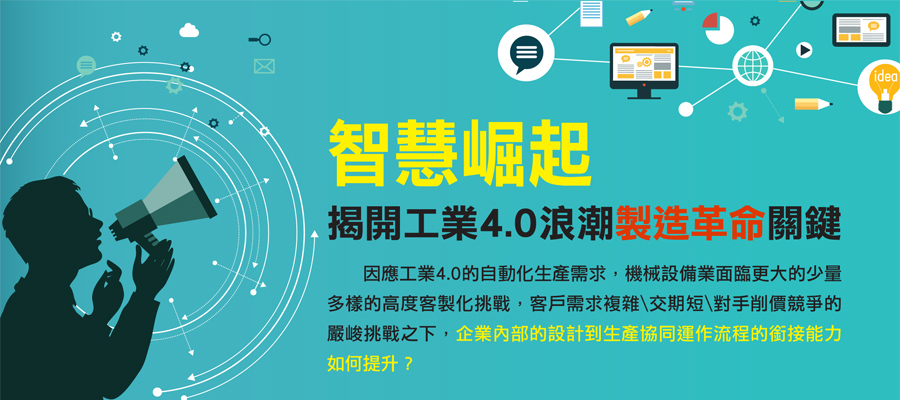 idea
智慧崛起
揭開工業4.0浪潮製造革命關鍵
因應工業4.0的自動化生產需求，機械設備業面臨更大的少量
多樣的高度客製化挑戰，客戶需求複雜\交期短\對手削價競爭的
嚴峻挑戰之下，企業內部的設計到生產協同運作流程的銜接能力
如何提升？